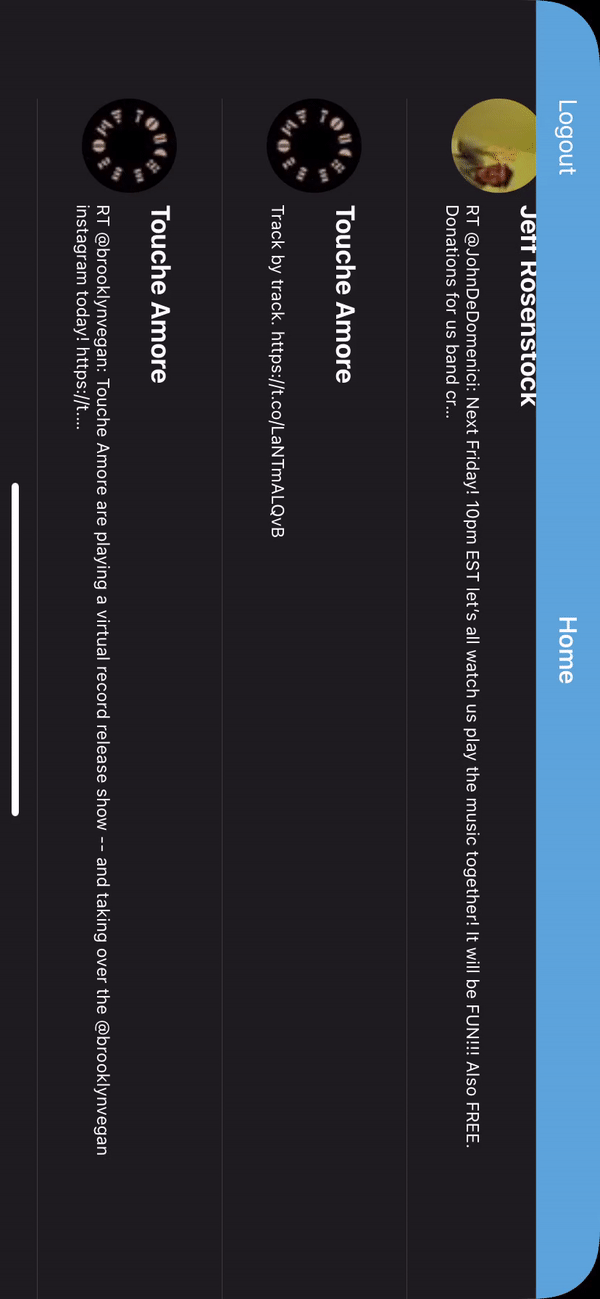 Logout
Home
Jeff Rosenstock
RT @JohnDeDomenici: Next Friday! 10pm EST let's all watch us play the music together! It will be FUN!!! Also FREE.
Donations for us band cr...
Touche Amore
Track by track. https://t.co/LaNTmALQvB
Touche Amore
RT @brooklynvegan: Touche Amore are playing a virtual record release show -- and taking over the @brooklynvegan
instagram today! https://t....